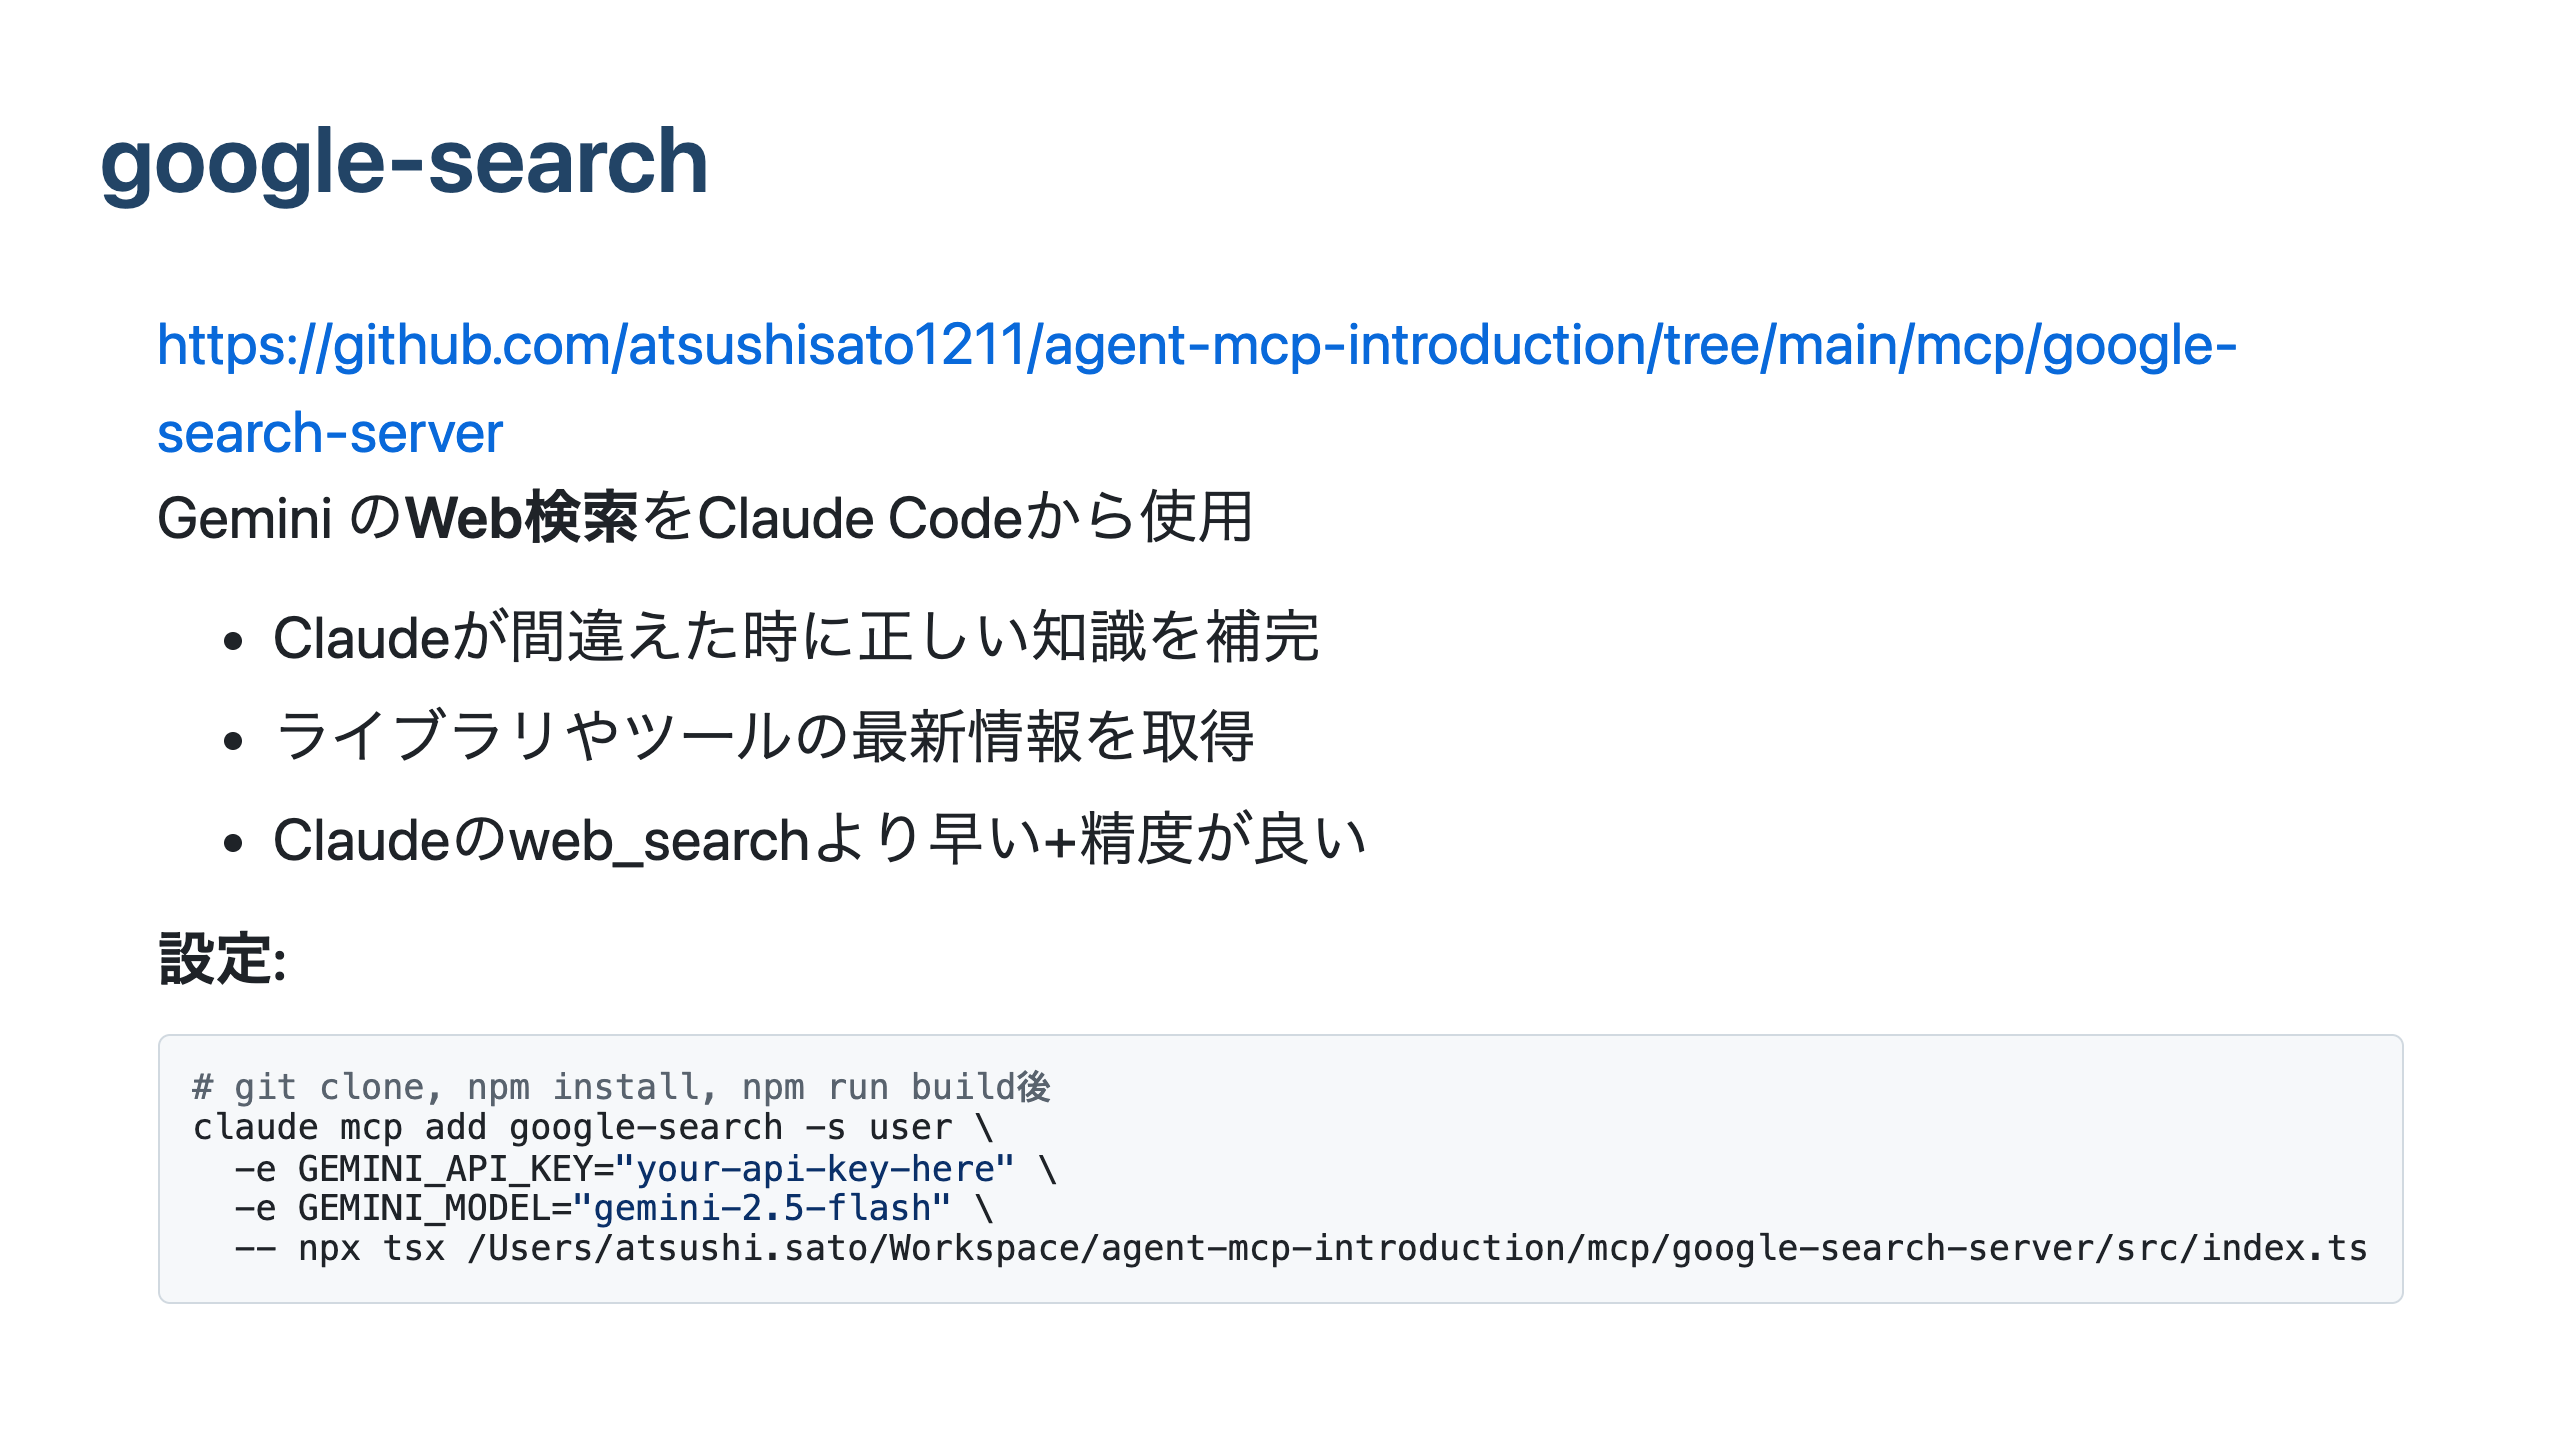 google-search
https://github.com/atsushisato1211/agent-mcp-introduction/tree/main/mcp/google-
search-server
Gemini のWeb検索をClaude Codeから使用
• Claudeが間違えた時に正しい知識を補完
• ライブラリやツールの最新情報を取得
• Claudeのweb_searchより早い+精度が良い
設定:
# git clone, npm install, npm run build後
claude mcp add google-search -s user \
  -e GEMINI_API_KEY="your-api-key-here" \
  -e GEMINI_MODEL="gemini-2.5-flash" \
  -- npx tsx /Users/atsushi.sato/Workspace/agent-mcp-introduction/mcp/google-search-server/src/index.ts